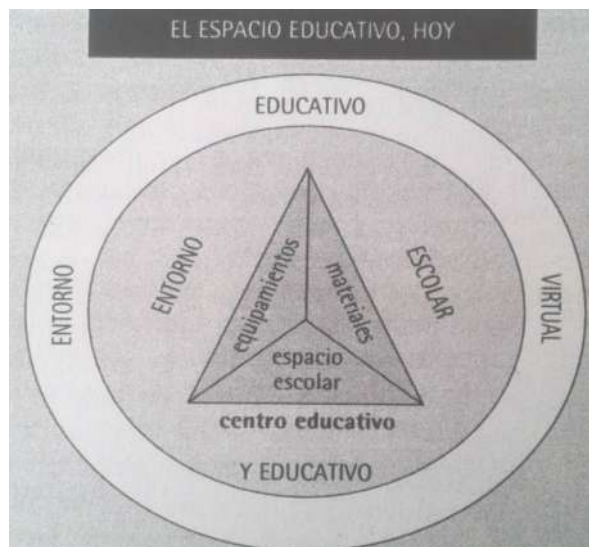 EL ESPACIO EDUCATIVO, HOY
EDUCATIVO
ENTORNO
VIRTUAL
ENTORNO
ESCOLAR
equipamientos
materiales
espacio
escolar
centro educativo
Y EDUCATIVO